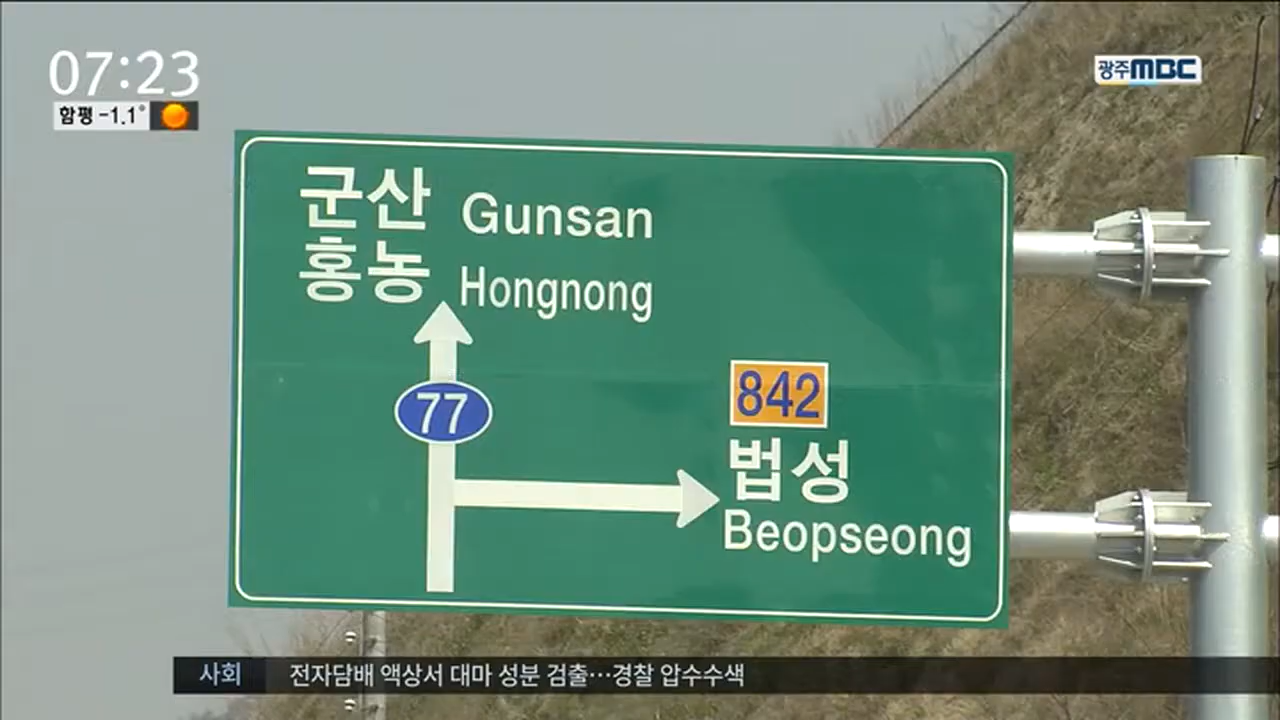 07:23
광주MBC
함평 -1.1°
군산 Gunsan
홍농 Hongnong
77
842
법성
Beopseong
사회 전자담배 액상서 대마 성분 검출…경찰 압수수색